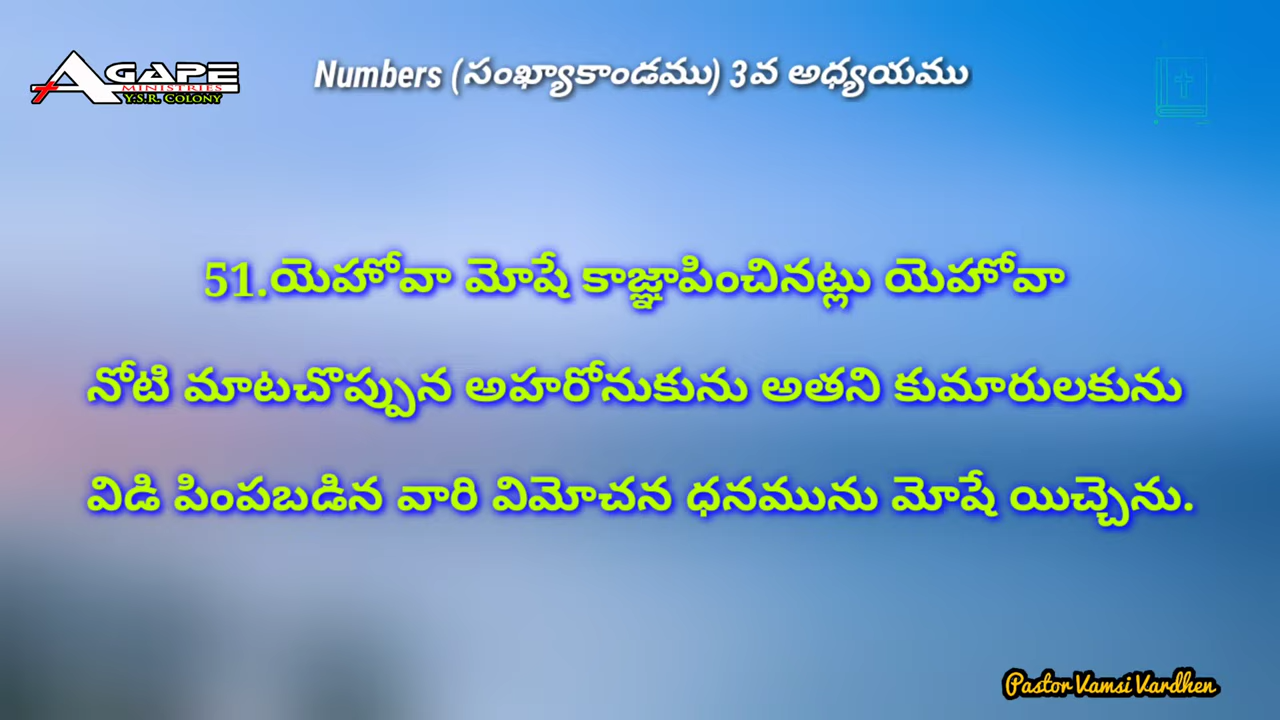 AGAPE
MINISTRIES
Y.S.R. COLONY
Numbers (సంఖ్యాకాండము) 3వ అధ్యయము
51.యెహోవా మోషే కాజ్ఞాపించినట్లు యెహోవా
నోటి మాటచొప్పున అహరోనుకును అతని కుమారులకును
విడి పింపబడిన వారి విమోచన ధనమును మోషే యిచ్చెను.
Pastor Vamsi Vardhen